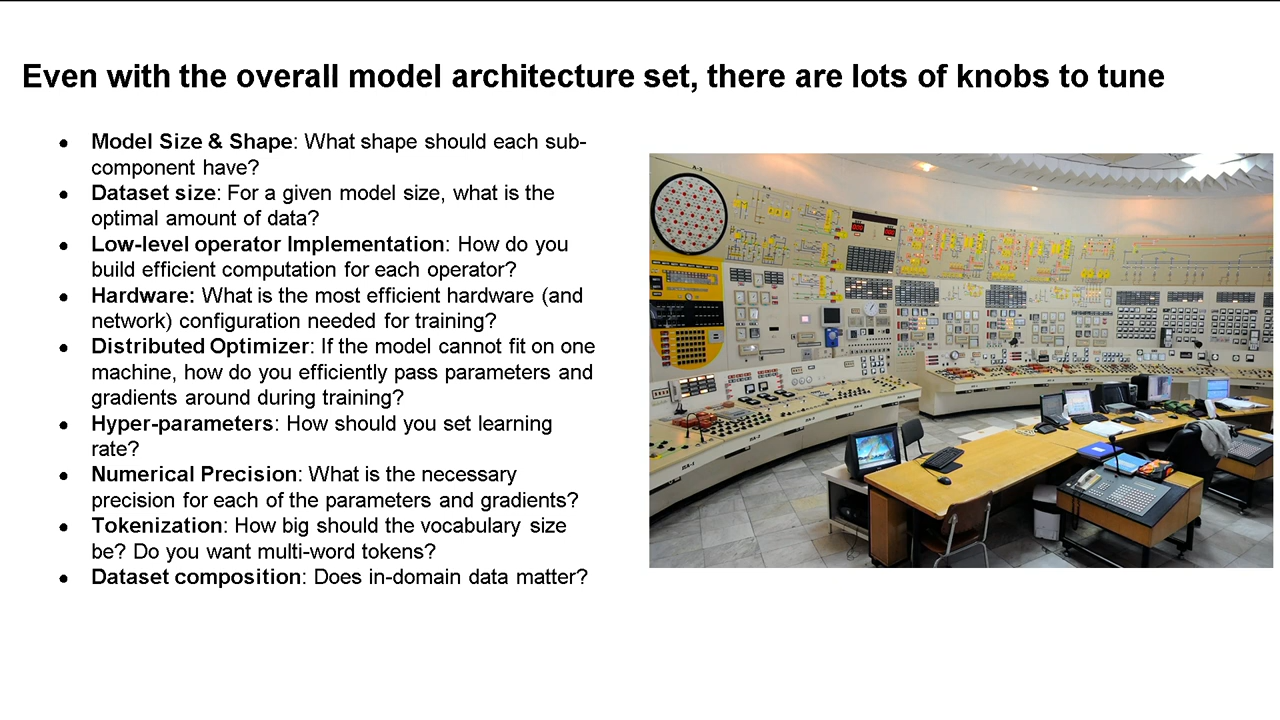 Even with the overall model architecture set, there are lots of knobs to tune
● Model Size & Shape: What shape should each sub-
component have?
● Dataset size: For a given model size, what is the
optimal amount of data?
● Low-level operator Implementation: How do you
build efficient computation for each operator?
● Hardware: What is the most efficient hardware (and
network) configuration needed for training?
● Distributed Optimizer: If the model cannot fit on one
machine, how do you efficiently pass parameters and
gradients around during training?
● Hyper-parameters: How should you set learning
rate?
● Numerical Precision: What is the necessary
precision for each of the parameters and gradients?
● Tokenization: How big should the vocabulary size
be? Do you want multi-word tokens?
● Dataset composition: Does in-domain data matter?